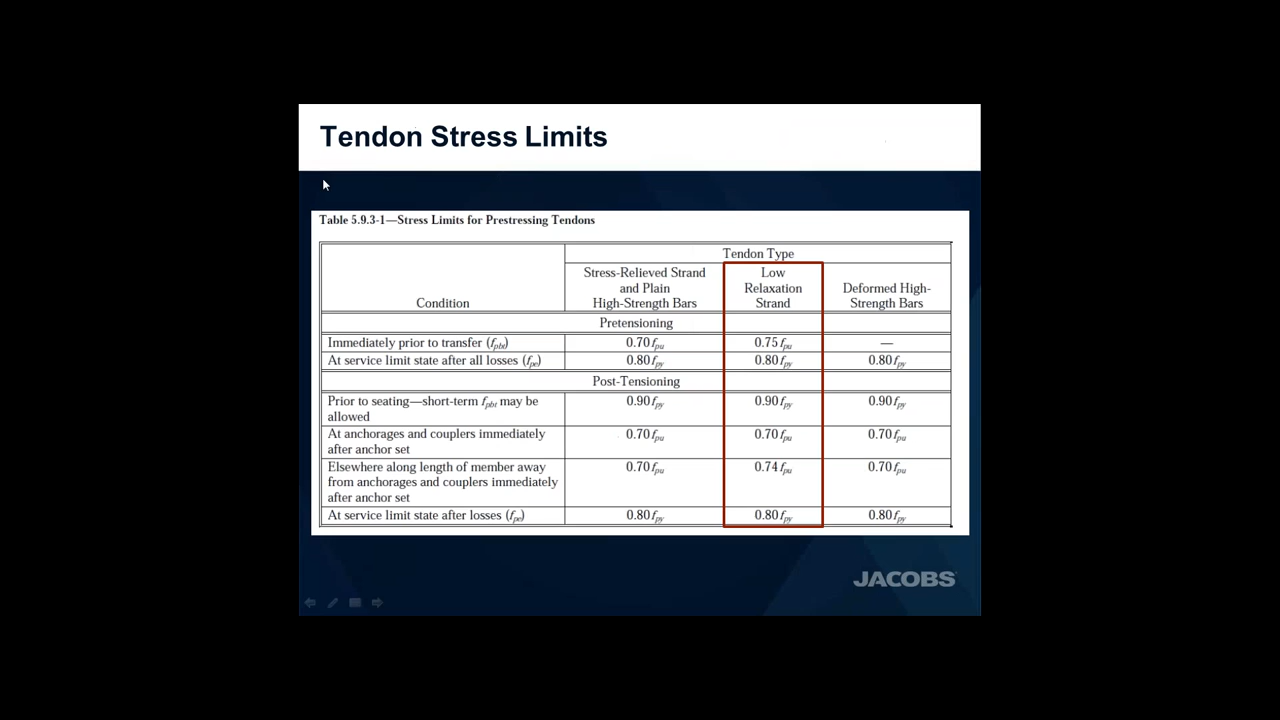 Tendon Stress Limits
Table 5.9.3-1—Stress Limits for Prestressing Tendons
Tendon Type
Condition
Stress-Relieved Strand
and Plain
High-Strength Bars
Low
Relaxation
Strand
Deformed High-
Strength Bars
Pretensioning
Immediately prior to transfer (fpbt) 0.70 fpu 0.75 fpu —
At service limit state after all losses (fpe) 0.80 fpy 0.80 fpy 0.80 fpy
Post-Tensioning
Prior to seating—short-term fpbt may be
allowed
0.90 fpy 0.90 fpy 0.90 fpy
At anchorages and couplers immediately
after anchor set
0.70 fpu 0.70 fpu 0.70 fpu
Elsewhere along length of member away
from anchorages and couplers immediately
after anchor set
0.70 fpu 0.74 fpu 0.70 fpu
At service limit state after losses (fpe) 0.80 fpy 0.80 fpy 0.80 fpy
JACOBS